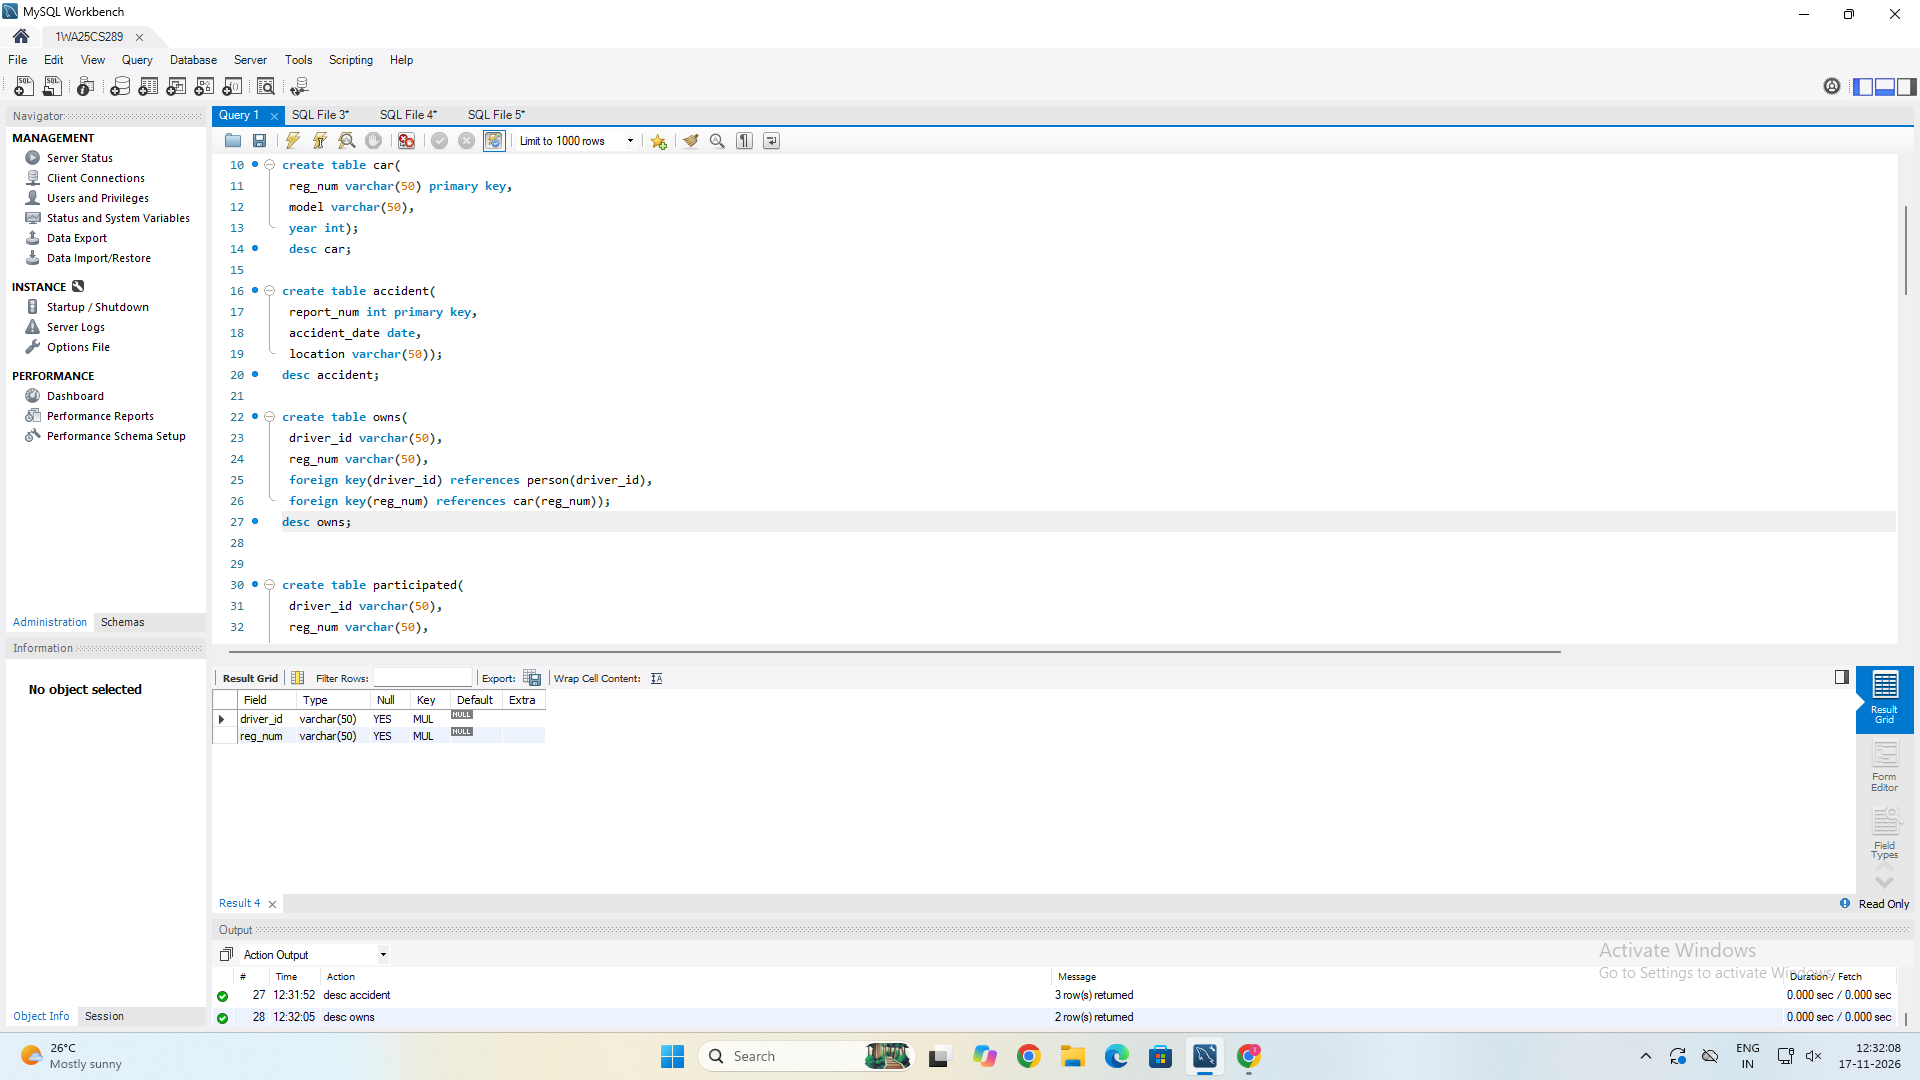 MySQL Workbench
1WA25CS289
File Edit View Query Database Server Tools Scripting Help
Navigator
MANAGEMENT
Server Status
Client Connections
Users and Privileges
Status and System Variables
Data Export
Data Import/Restore
INSTANCE
Startup / Shutdown
Server Logs
Options File
PERFORMANCE
Dashboard
Performance Reports
Performance Schema Setup
Administration Schemas
Information
No object selected
Object Info Session
Query 1 SQL File 3* SQL File 4* SQL File 5*
Limit to 1000 rows
10 create table car(
11 reg_num varchar(50) primary key,
12 model varchar(50),
13 year int);
14 desc car;
15
16 create table accident(
17 report_num int primary key,
18 accident_date date,
19 location varchar(50));
20 desc accident;
21
22 create table owns(
23 driver_id varchar(50),
24 reg_num varchar(50),
25 foreign key(driver_id) references person(driver_id),
26 foreign key(reg_num) references car(reg_num));
27 desc owns;
28
29
30 create table participated(
31 driver_id varchar(50),
32 reg_num varchar(50),
Result Grid Filter Rows: Export: Wrap Cell Content:
Field Type Null Key Default Extra
driver_id varchar(50) YES MUL NULL
reg_num varchar(50) YES MUL NULL
Result Grid
Form Editor
Field Types
Result 4
Read Only
Output
Action Output
# Time Action Message Duration / Fetch
27 12:31:52 desc accident 3 row(s) returned 0.000 sec / 0.000 sec
28 12:32:05 desc owns 2 row(s) returned 0.000 sec / 0.000 sec
Activate Windows
Go to Settings to activate Windows.
26°C
Mostly sunny
Search
ENG
IN
12:32:08
17-11-2026